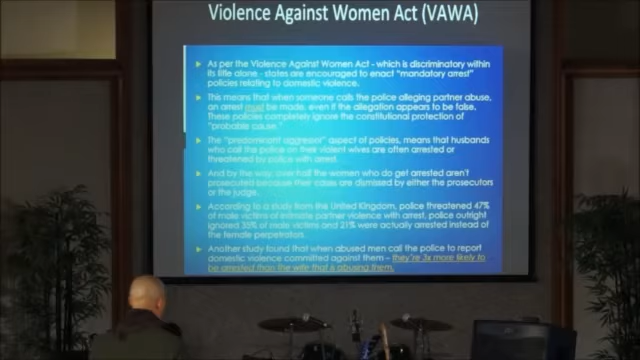 Violence Against Women Act (VAWA)
As per the Violence Against Women Act - which is discriminatory within
its title alone - states are encouraged to enact "mandatory arrest"
policies relating to domestic violence.
This means that when someone calls the police alleging partner abuse,
an arrest must be made, even if the allegation appears to be false.
These policies completely ignore the constitutional protection of
"probable cause."
The "predominant aggressor" aspect of policies, means that husbands
who call the police on their violent wives are often arrested or
threatened by police with arrest.
And by the way, over half the women who do get arrested aren't
prosecuted because their cases are dismissed by either the prosecutors
or the judge.
According to a study from the United Kingdom, police threatened 47%
of male victims of intimate partner violence with arrest, police outright
ignored 35% of male victims and 21% were actually arrested instead of
the female perpetrators.
Another study found that when abused men call the police to report
domestic violence committed against them - they're 3x more likely to
be arrested than the wife that is abusing them.